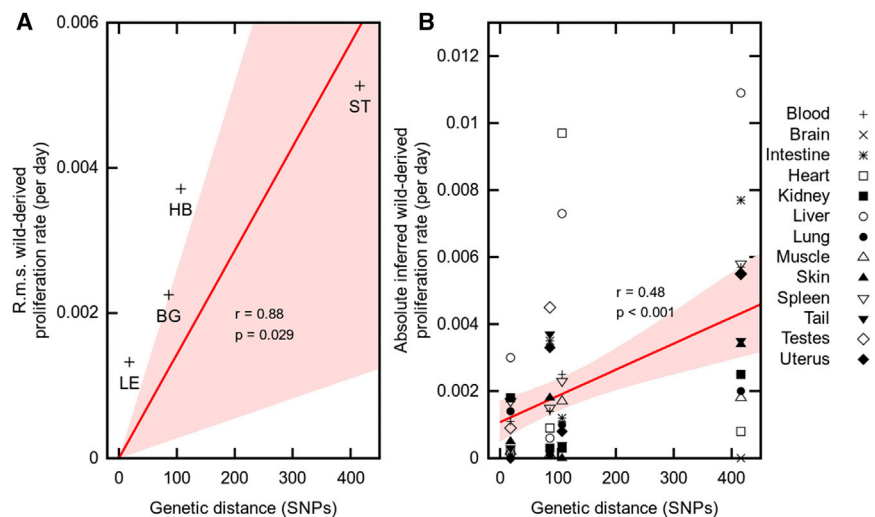 A
R.m.s. wild-derived
proliferation rate (per day)
0.006
0.004
0.002
0
ST
HB
BG
LE
r = 0.88
p = 0.029
0 100 200 300 400
Genetic distance (SNPs)
B
Absolute inferred wild-derived
proliferation rate (per day)
0.012
0.01
0.008
0.006
0.004
0.002
0
r = 0.48
p < 0.001
0 100 200 300 400
Genetic distance (SNPs)
Blood
Brain
Intestine
Heart
Kidney
Liver
Lung
Muscle
Skin
Spleen
Tail
Testes
Uterus